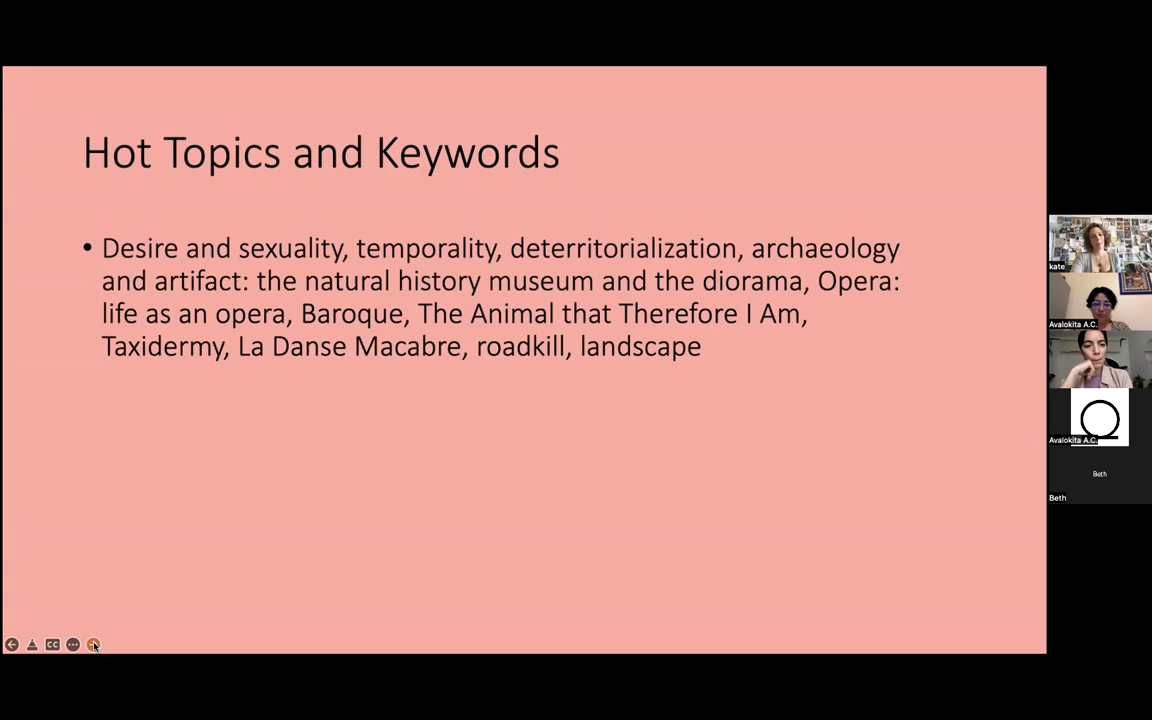 Hot Topics and Keywords
• Desire and sexuality, temporality, deterritorialization, archaeology
and artifact: the natural history museum and the diorama, Opera:
life as an opera, Baroque, The Animal that Therefore I Am,
Taxidermy, La Danse Macabre, roadkill, landscape
kate
Avalokita A.C.
Avalokita A.C.
Beth
Beth
CC